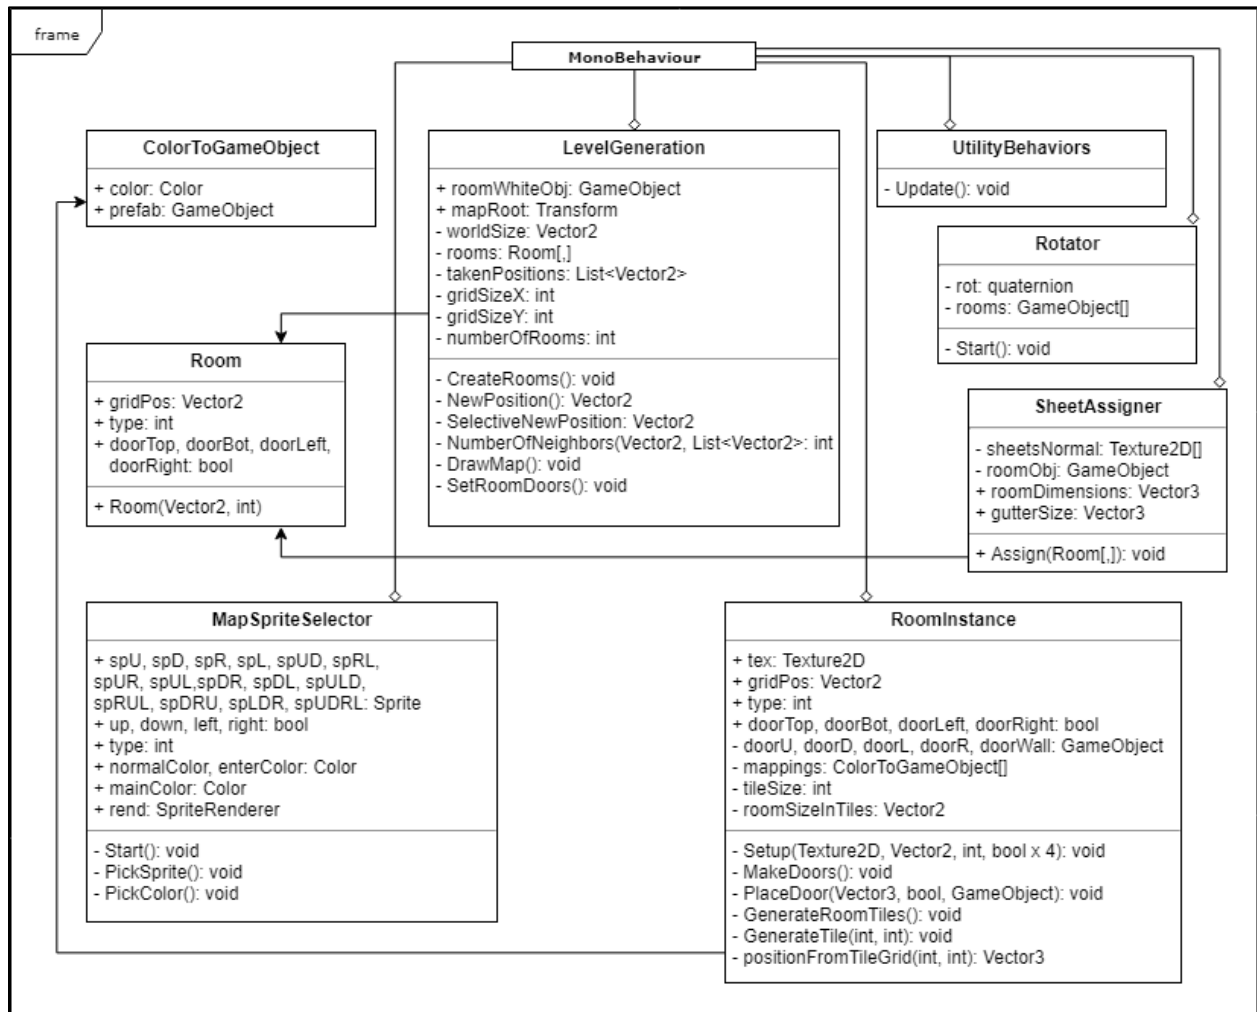 frame
MonoBehaviour
ColorToGameObject
+ color: Color
+ prefab: GameObject
LevelGeneration
+ roomWhiteObj: GameObject
+ mapRoot: Transform
- worldSize: Vector2
- rooms: Room[,]
- takenPositions: List<Vector2>
- gridSizeX: int
- gridSizeY: int
- numberOfRooms: int
- CreateRooms(): void
- NewPosition(): Vector2
- SelectiveNewPosition: Vector2
- NumberOfNeighbors(Vector2, List<Vector2>: int
- DrawMap(): void
- SetRoomDoors(): void
UtilityBehaviors
- Update(): void
Rotator
- rot: quaternion
- rooms: GameObject[]
- Start(): void
Room
+ gridPos: Vector2
+ type: int
+ doorTop, doorBot, doorLeft,
doorRight: bool
+ Room(Vector2, int)
SheetAssigner
- sheetsNormal: Texture2D[]
- roomObj: GameObject
+ roomDimensions: Vector3
+ gutterSize: Vector3
+ Assign(Room[,]): void
MapSpriteSelector
+ spU, spD, spR, spL, spUD, spRL,
spUR, spUL,spDR, spDL, spULD,
spRUL, spDRU, spLDR, spUDRL: Sprite
+ up, down, left, right: bool
+ type: int
+ normalColor, enterColor: Color
+ mainColor: Color
+ rend: SpriteRenderer
- Start(): void
- PickSprite(): void
- PickColor(): void
RoomInstance
+ tex: Texture2D
+ gridPos: Vector2
+ type: int
+ doorTop, doorBot, doorLeft, doorRight: bool
- doorU, doorD, doorL, doorR, doorWall: GameObject
- mappings: ColorToGameObject[]
- tileSize: int
- roomSizeInTiles: Vector2
- Setup(Texture2D, Vector2, int, bool x 4): void
- MakeDoors(): void
- PlaceDoor(Vector3, bool, GameObject): void
- GenerateRoomTiles(): void
- GenerateTile(int, int): void
- positionFromTileGrid(int, int): Vector3